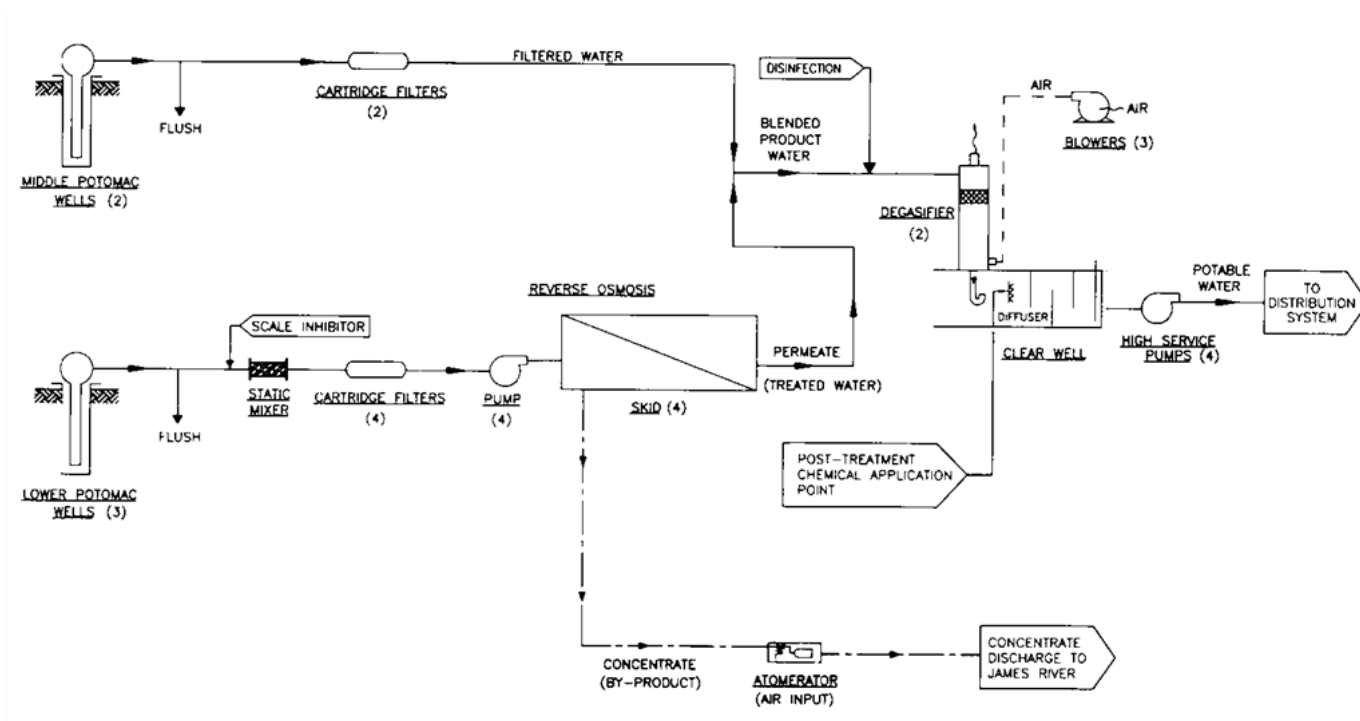 FILTERED WATER
CARTRIDGE FILTERS
(2)
FLUSH
MIDDLE POTOMAC
WELLS (2)
DISINFECTION
BLENDED
PRODUCT
WATER
AIR
AIR
BLOWERS (3)
DEGASIFIER
(2)
POTABLE
WATER
TO
DISTRIBUTION
SYSTEM
DIFFUSER
CLEAR WELL
HIGH SERVICE
PUMPS (4)
REVERSE OSMOSIS
SCALE INHIBITOR
PERMEATE
(TREATED WATER)
STATIC
MIXER
CARTRIDGE FILTERS
(4)
PUMP
(4)
SKID (4)
FLUSH
LOWER POTOMAC
WELLS (3)
POST-TREATMENT
CHEMICAL APPLICATION
POINT
CONCENTRATE
(BY-PRODUCT)
ATOMERATOR
(AIR INPUT)
CONCENTRATE
DISCHARGE TO
JAMES RIVER